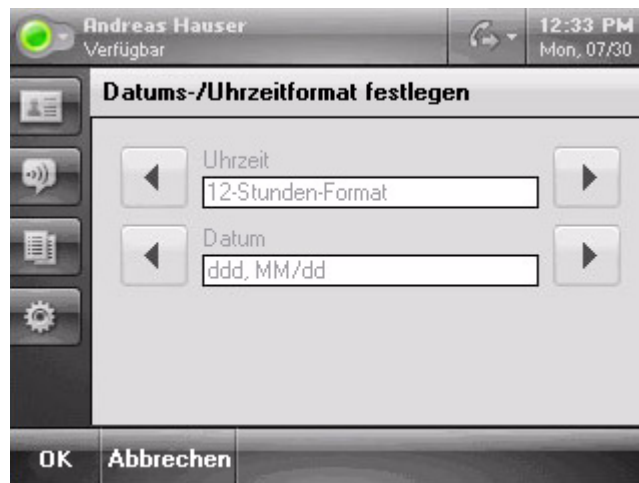 Andreas Hauser
Verfügbar
12:33 PM
Mon, 07/30
Datums-/Uhrzeitformat festlegen
Uhrzeit
12-Stunden-Format
Datum
ddd, MM/dd
OK
Abbrechen